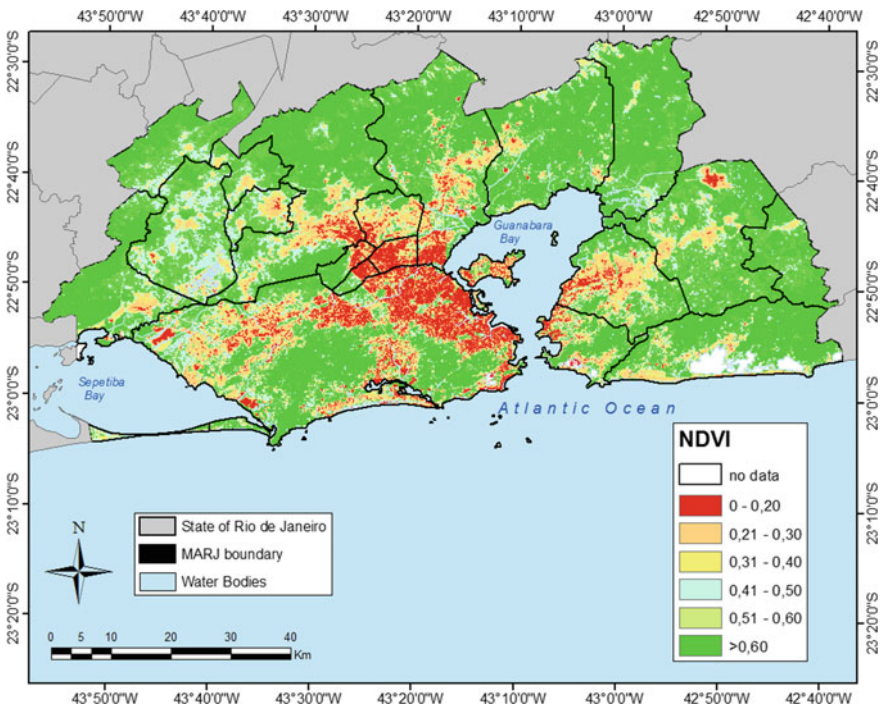 43°50'0"W 43°40'0"W 43°30'0"W 43°20'0"W 43°10'0"W 43°0'0"W 42°50'0"W 42°40'0"W
22°30'0"S
22°30'0"S
22°40'0"S
22°40'0"S
Guanabara
Bay
22°50'0"S
22°50'0"S
Sepetiba
Bay
23°0'0"S
23°0'0"S
Atlantic Ocean
NDVI
no data
0 - 0,20
0,21 - 0,30
0,31 - 0,40
0,41 - 0,50
0,51 - 0,60
>0,60
23°10'0"S
23°10'0"S
N
State of Rio de Janeiro
MARJ boundary
Water Bodies
23°20'0"S
23°20'0"S
0 5 10 20 30 40
Km
43°50'0"W 43°40'0"W 43°30'0"W 43°20'0"W 43°10'0"W 43°0'0"W 42°50'0"W 42°40'0"W